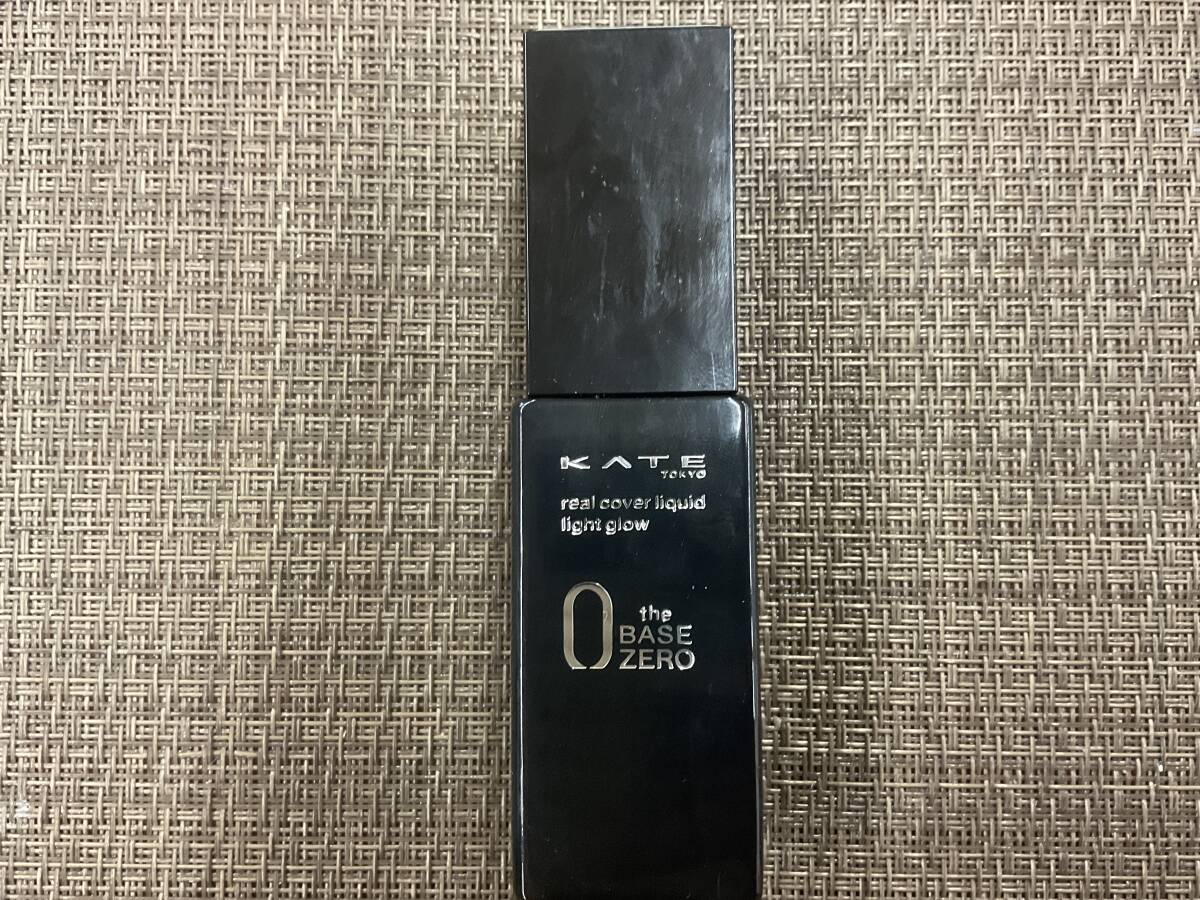 KATE
TOKYO
real cover liquid
light glow
0 the
BASE
ZERO